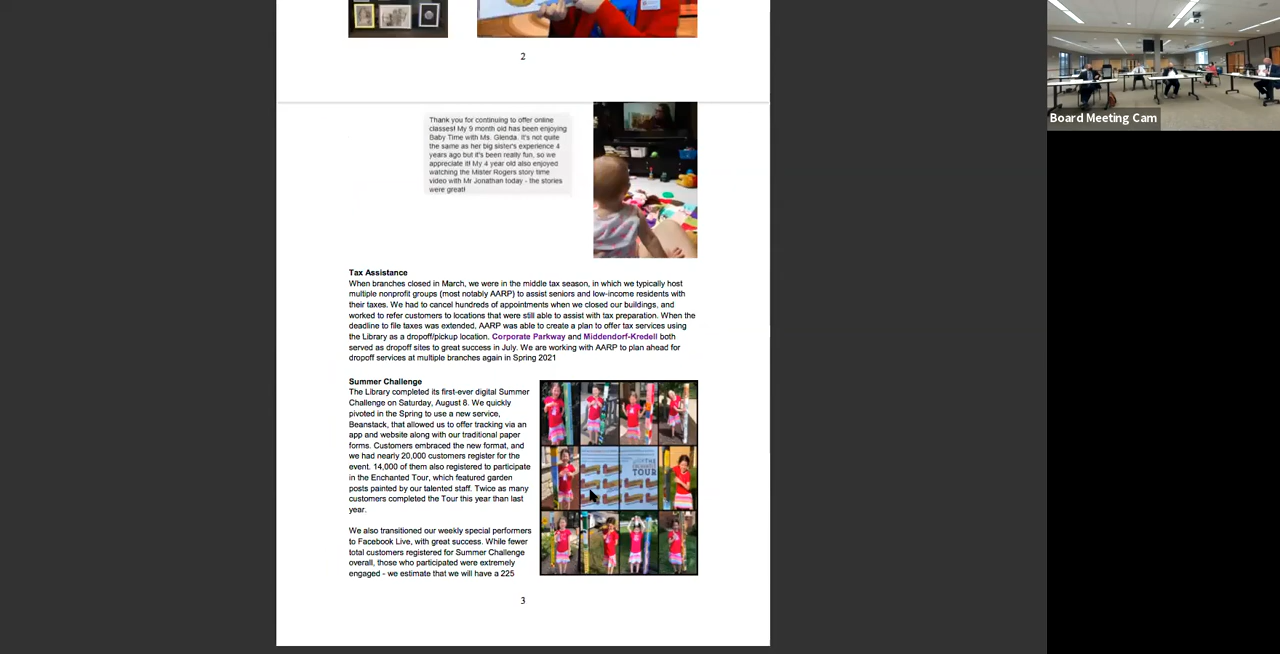 2
Board Meeting Cam
Thank you for continuing to offer online
classes! My 9 month old has been enjoying
Baby Time with Ms. Glenda. It's not quite
the same as her big sister's experience 4
years ago but it's been really fun, so we
appreciate it! My 4 year old also enjoyed
watching the Mister Rogers story time
video with Mr Jonathan today - the stories
were great!
Tax Assistance
When branches closed in March, we were in the middle tax season, in which we typically host
multiple nonprofit groups (most notably AARP) to assist seniors and low-income residents with
their taxes. We had to cancel hundreds of appointments when we closed our buildings, and
worked to refer customers to locations that were still able to assist with tax preparation. When the
deadline to file taxes was extended, AARP was able to create a plan to offer tax services using
the Library as a dropoff/pickup location. Corporate Parkway and Middendorf-Kredell both
served as dropoff sites to great success in July. We are working with AARP to plan ahead for
dropoff services at multiple branches again in Spring 2021
Summer Challenge
The Library completed its first-ever digital Summer
Challenge on Saturday, August 8. We quickly
pivoted in the Spring to use a new service,
Beanstack, that allowed us to offer tracking via an
app and website along with our traditional paper
forms. Customers embraced the new format, and
we had nearly 20,000 customers register for the
event. 14,000 of them also registered to participate
in the Enchanted Tour, which featured garden
posts painted by our talented staff. Twice as many
customers completed the Tour this year than last
year.
We also transitioned our weekly special performers
to Facebook Live, with great success. While fewer
total customers registered for Summer Challenge
overall, those who participated were extremely
engaged - we estimate that we will have a 225
TOUR
3